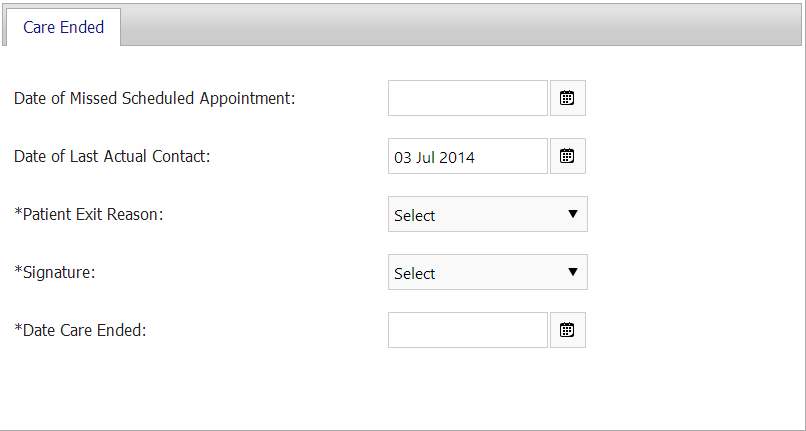 Care Ended
Date of Missed Scheduled Appointment:
Date of Last Actual Contact: 03 Jul 2014
*Patient Exit Reason: Select
*Signature: Select
*Date Care Ended: